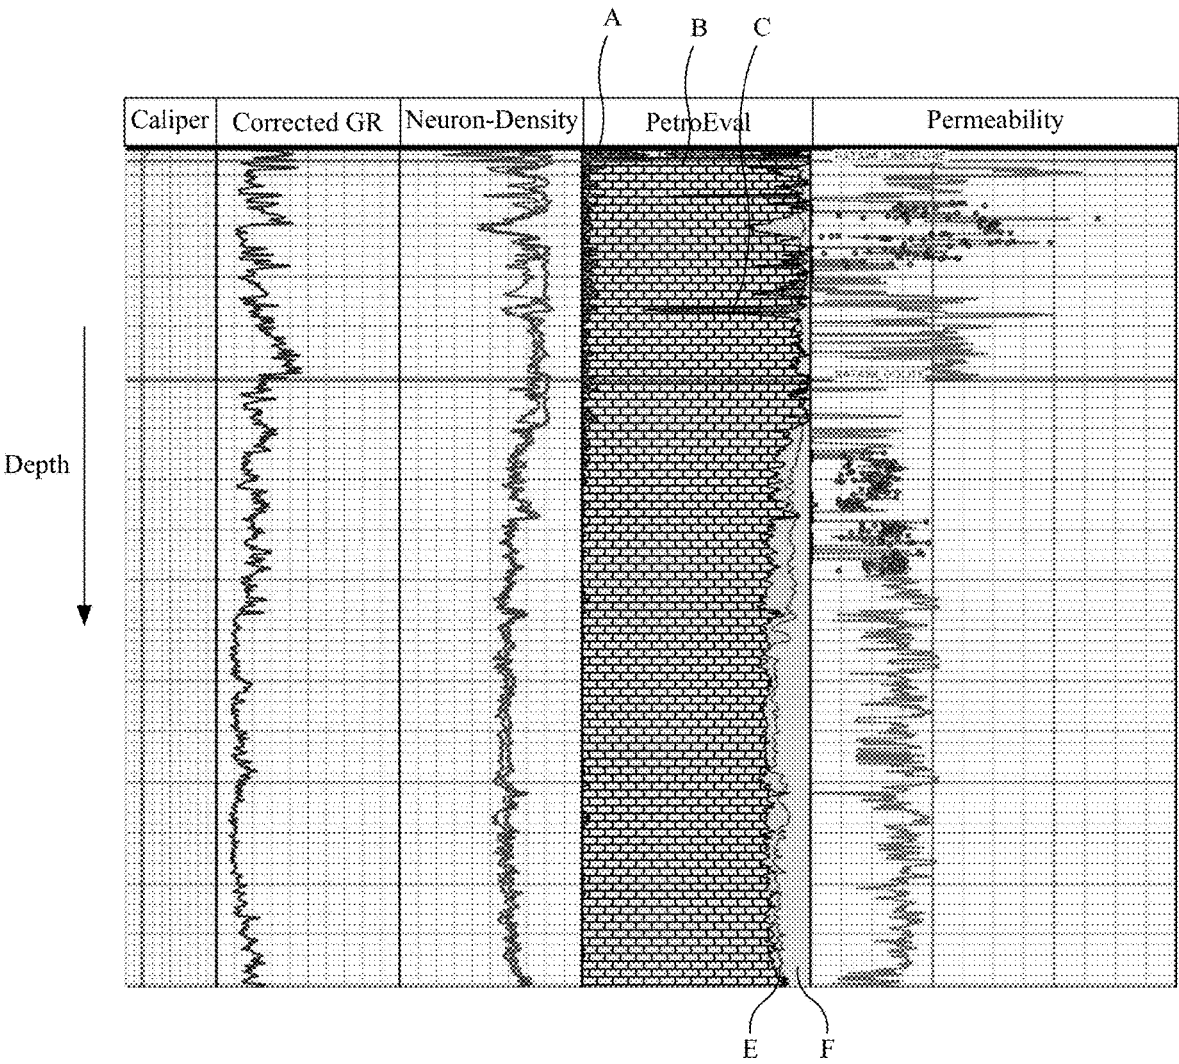 A B C
Caliper Corrected GR Neuron-Density PetroEval Permeability
Depth
E F